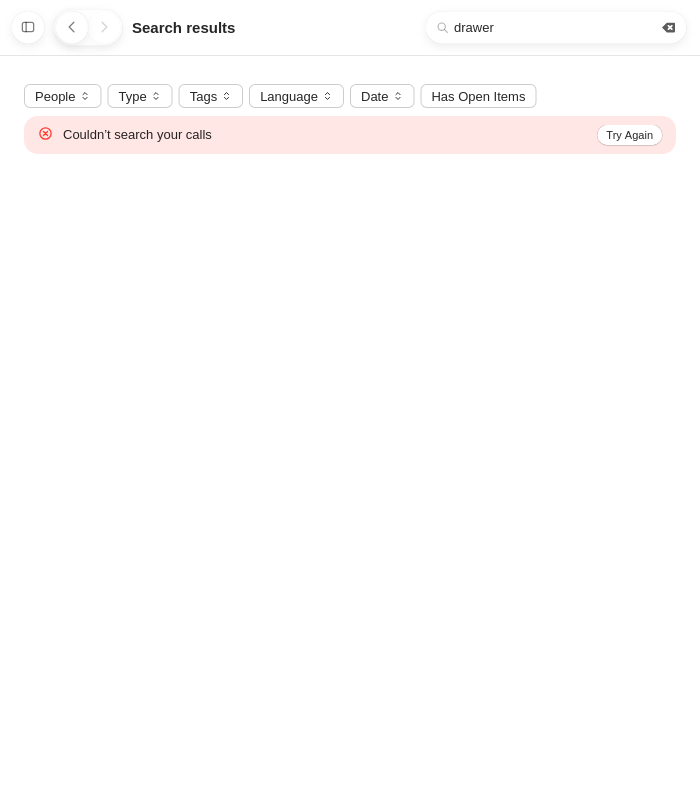 Search results
drawer
People Type Tags Language Date Has Open Items
Couldn’t search your calls Try Again